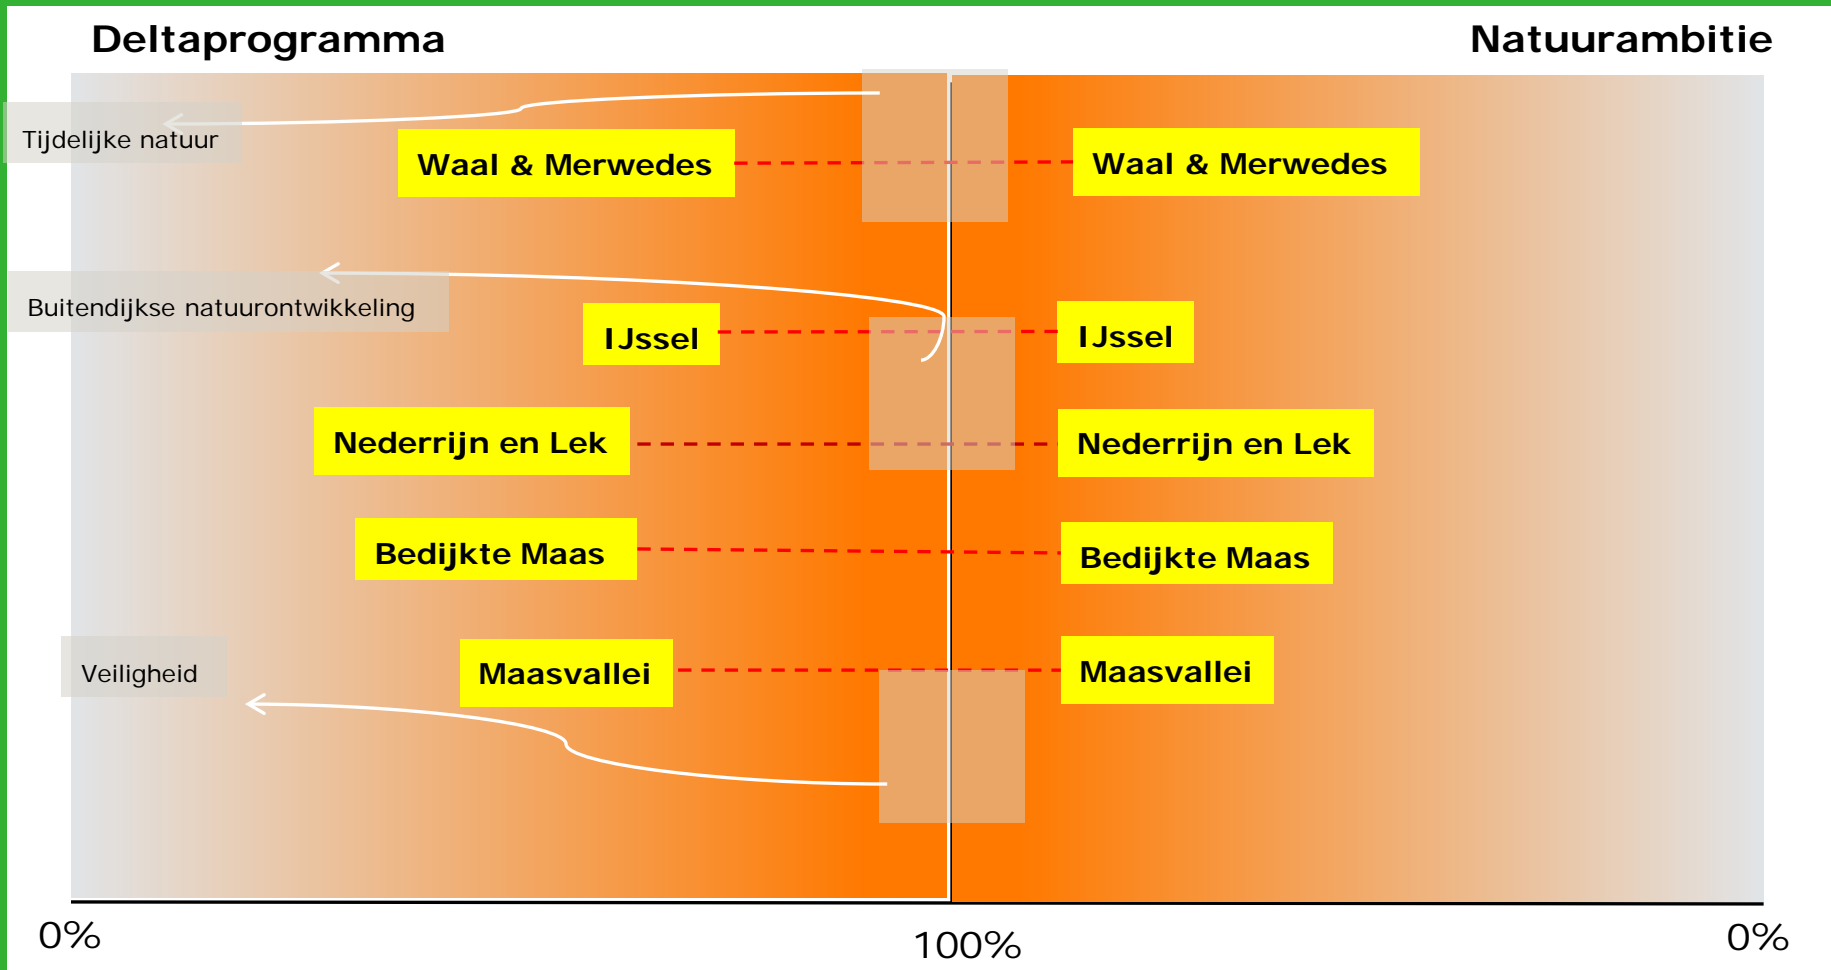 Deltaprogramma
Natuurambitie
Tijdelijke natuur
Waal & Merwedes
Waal & Merwedes
Buitendijkse natuurontwikkeling
IJssel
IJssel
Nederrijn en Lek
Nederrijn en Lek
Bedijkte Maas
Bedijkte Maas
Veiligheid
Maasvallei
Maasvallei
0%
100%
0%